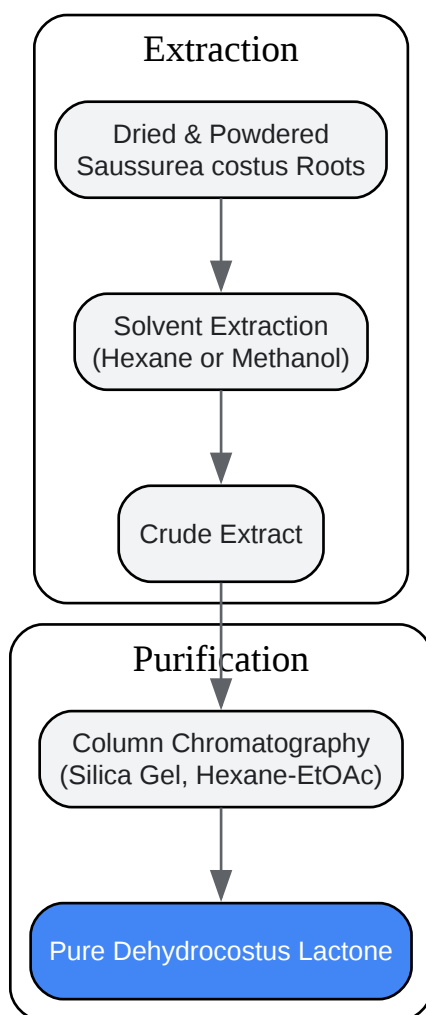 Extraction
Dried & Powdered
Saussurea costus Roots
Solvent Extraction
(Hexane or Methanol)
Crude Extract
Purification
Column Chromatography
(Silica Gel, Hexane-EtOAc)
Pure Dehydrocostus Lactone